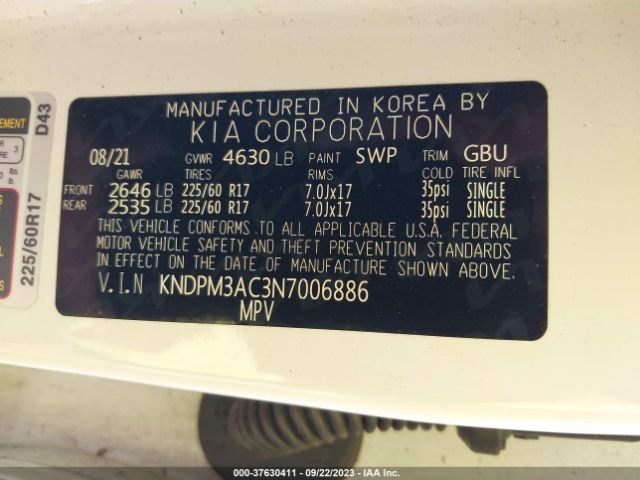 MANUFACTURED IN KOREA BY
KIA CORPORATION
08/21 GVWR 4630 LB PAINT SWP TRIM GBU
GAWR TIRES RIMS COLD TIRE INFL
FRONT 2646 LB 225/60 R17 7.0Jx17 35psi SINGLE
REAR 2535 LB 225/60 R17 7.0Jx17 35psi SINGLE
THIS VEHICLE CONFORMS TO ALL APPLICABLE U.S.A. FEDERAL
MOTOR VEHICLE SAFETY AND THEFT PREVENTION STANDARDS
IN EFFECT ON THE DATE OF MANUFACTURE SHOWN ABOVE.
V.I.N KNDPM3AC3N7006886
MPV
D43
225/60R17
3
000-37630411 - 09/22/2023 - IAA Inc.